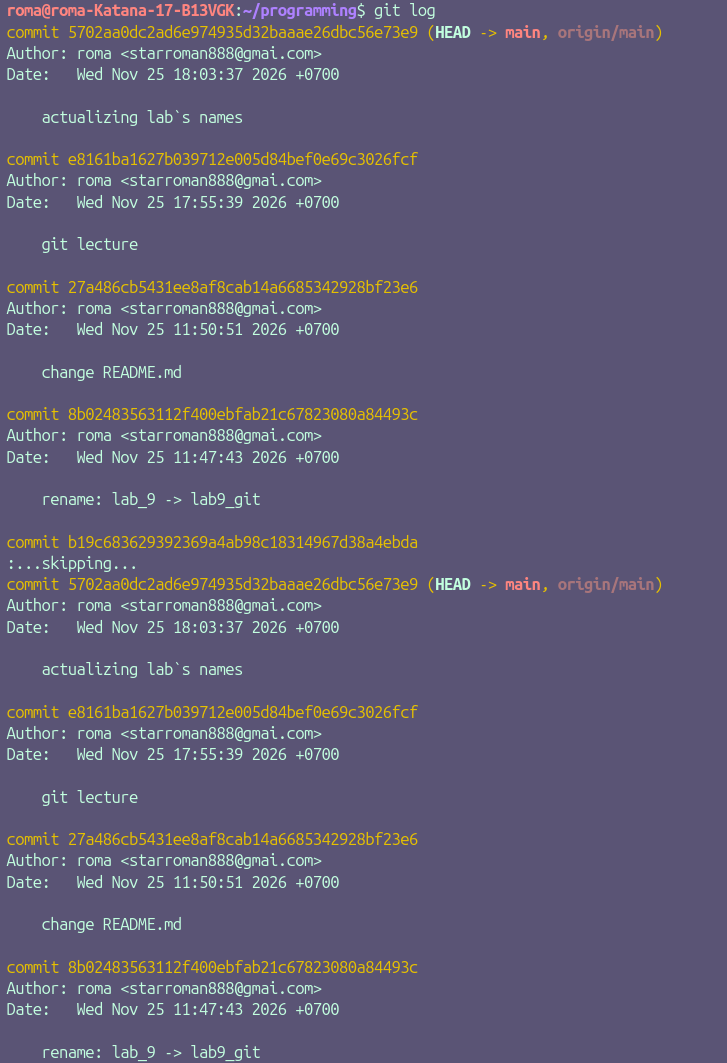 roma@roma-Katana-17-B13VGK:~/programming$ git log
commit 5702aa0dc2ad6e974935d32baaae26dbc56e73e9 (HEAD -> main, origin/main)
Author: roma <starroman888@gmai.com>
Date:   Wed Nov 25 18:03:37 2026 +0700
    actualizing lab`s names
commit e8161ba1627b039712e005d84bef0e69c3026fcf
Author: roma <starroman888@gmai.com>
Date:   Wed Nov 25 17:55:39 2026 +0700
    git lecture
commit 27a486cb5431ee8af8cab14a6685342928bf23e6
Author: roma <starroman888@gmai.com>
Date:   Wed Nov 25 11:50:51 2026 +0700
    change README.md
commit 8b02483563112f400ebfab21c67823080a84493c
Author: roma <starroman888@gmai.com>
Date:   Wed Nov 25 11:47:43 2026 +0700
    rename: lab_9 -> lab9_git
commit b19c683629392369a4ab98c18314967d38a4ebda
:...skipping...
commit 5702aa0dc2ad6e974935d32baaae26dbc56e73e9 (HEAD -> main, origin/main)
Author: roma <starroman888@gmai.com>
Date:   Wed Nov 25 18:03:37 2026 +0700
    actualizing lab`s names
commit e8161ba1627b039712e005d84bef0e69c3026fcf
Author: roma <starroman888@gmai.com>
Date:   Wed Nov 25 17:55:39 2026 +0700
    git lecture
commit 27a486cb5431ee8af8cab14a6685342928bf23e6
Author: roma <starroman888@gmai.com>
Date:   Wed Nov 25 11:50:51 2026 +0700
    change README.md
commit 8b02483563112f400ebfab21c67823080a84493c
Author: roma <starroman888@gmai.com>
Date:   Wed Nov 25 11:47:43 2026 +0700
    rename: lab_9 -> lab9_git